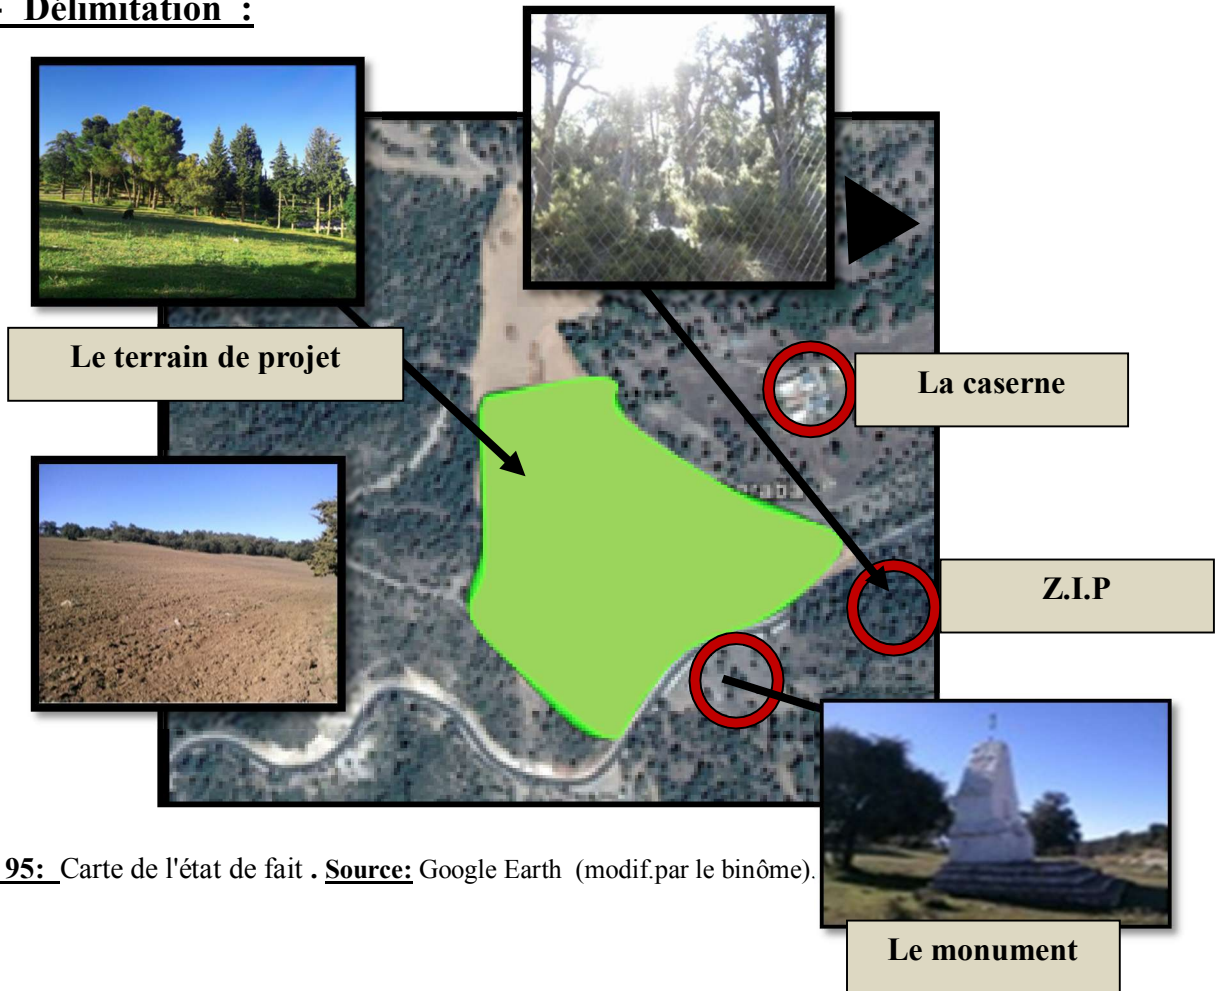 - Délimitation :
Le terrain de projet
La caserne
Z.I.P
95: Carte de l'état de fait . Source: Google Earth (modif.par le binôme).
Le monument